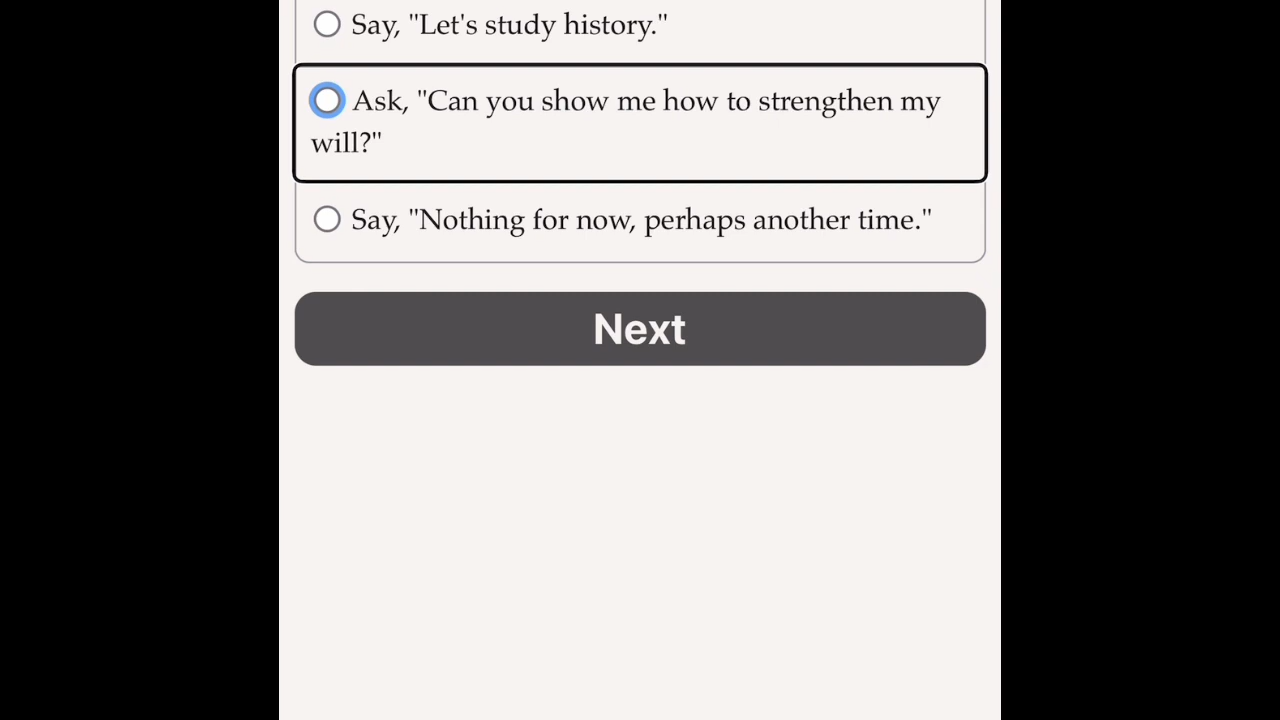 Say, "Let's study history."
Ask, "Can you show me how to strengthen my
will?"
Say, "Nothing for now, perhaps another time."
Next